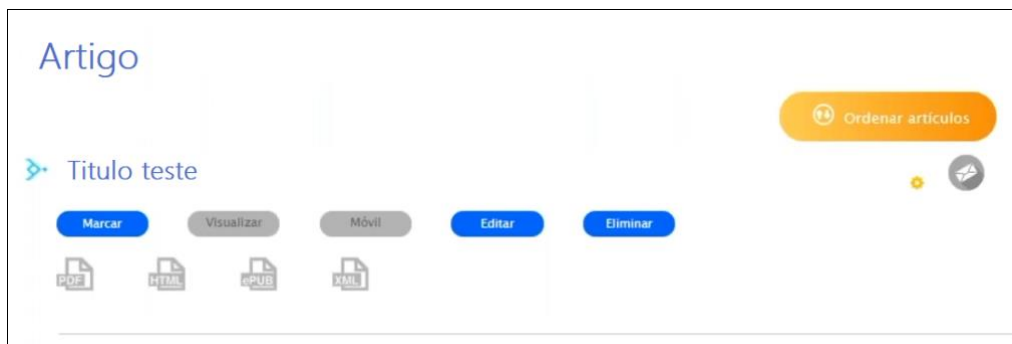 Artigo
Ordenar artículos
Titulo teste
Marcar Visualizar Móvil Editar Eliminar
PDF HTML ePUB XML